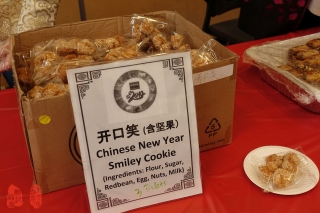 开口笑(含坚果)
Chinese New Year
Smiley Cookie
(Ingredients: Flour, Sugar,
Redbean, Egg, Nuts, Milk)